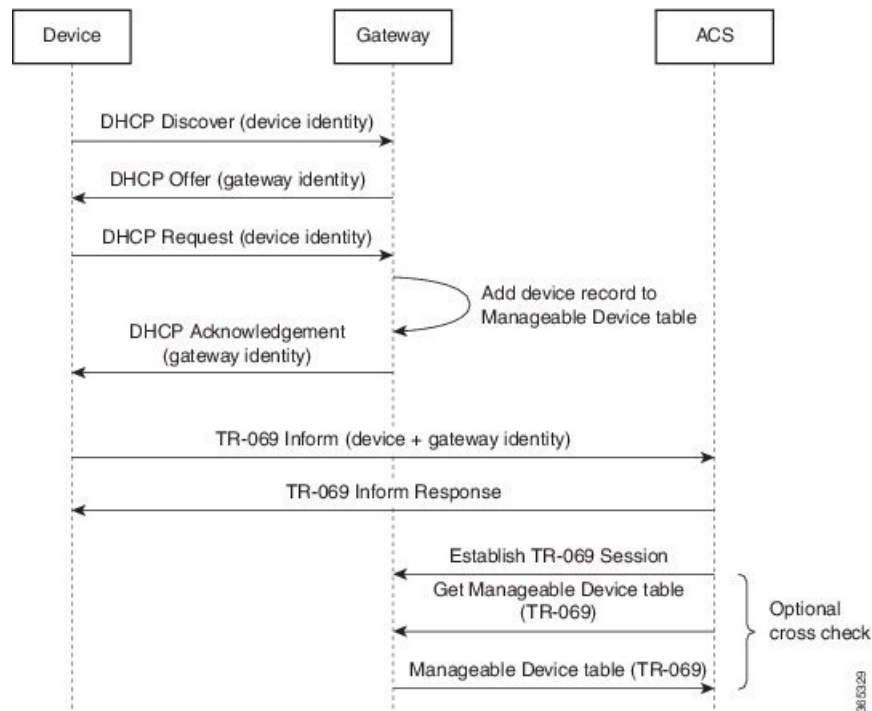 Device
Gateway
ACS
DHCP Discover (device identity)
DHCP Offer (gateway identity)
DHCP Request (device identity)
Add device record to
Manageable Device table
DHCP Acknowledgement
(gateway identity)
TR-069 Inform (device + gateway identity)
TR-069 Inform Response
Establish TR-069 Session
Get Manageable Device table
(TR-069)
Optional
cross check
Manageable Device table (TR-069)
365329